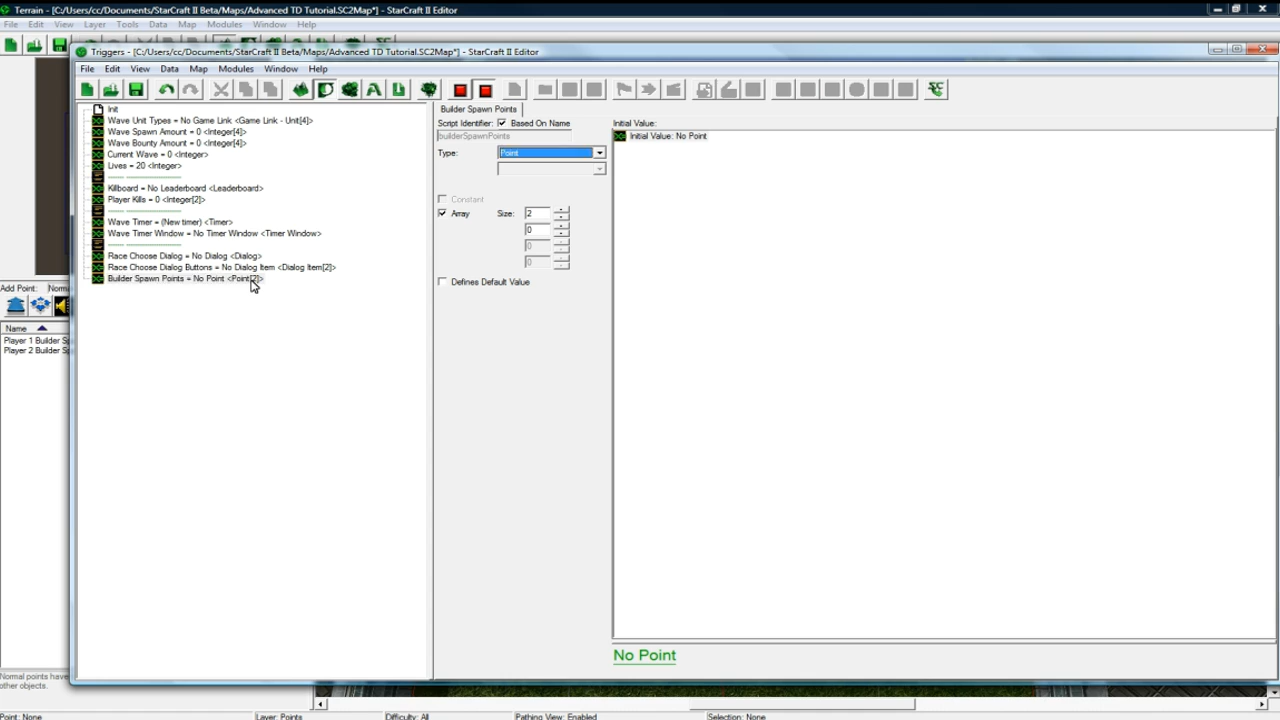 Terrain - [C:/Users/cc/Documents/StarCraft II Beta/Maps/Advanced TD Tutorial.SC2Map*] - StarCraft II Editor
File Edit View Layer Tools Data Map Modules Window Help
Triggers - [C:/Users/cc/Documents/StarCraft II Beta/Maps/Advanced TD Tutorial.SC2Map*] - StarCraft II Editor
File Edit View Data Map Modules Window Help
Init
Wave Unit Types = No Game Link <Game Link - Unit[4]>
Wave Spawn Amount = 0 <Integer[4]>
Wave Bounty Amount = 0 <Integer[4]>
Current Wave = 0 <Integer>
Lives = 20 <Integer>
Killboard = No Leaderboard <Leaderboard>
Player Kills = 0 <Integer[2]>
Wave Timer = (New timer) <Timer>
Wave Timer Window = No Timer Window <Timer Window>
Race Choose Dialog = No Dialog <Dialog>
Race Choose Dialog Buttons = No Dialog Item <Dialog Item[2]>
Builder Spawn Points = No Point <Point[2]>
Builder Spawn Points
Script Identifier: Based On Name
builderSpawnPoints
Type: Point
Constant
Array Size: 2
0
0
0
Defines Default Value
Initial Value:
Initial Value: No Point
No Point
Add Point: Norm
Name
Player 1 Builder Sp
Player 2 Builder Sp
Normal points have
other objects.
Point: None Layer: Points Difficulty: All Pathing View: Enabled Selection: None